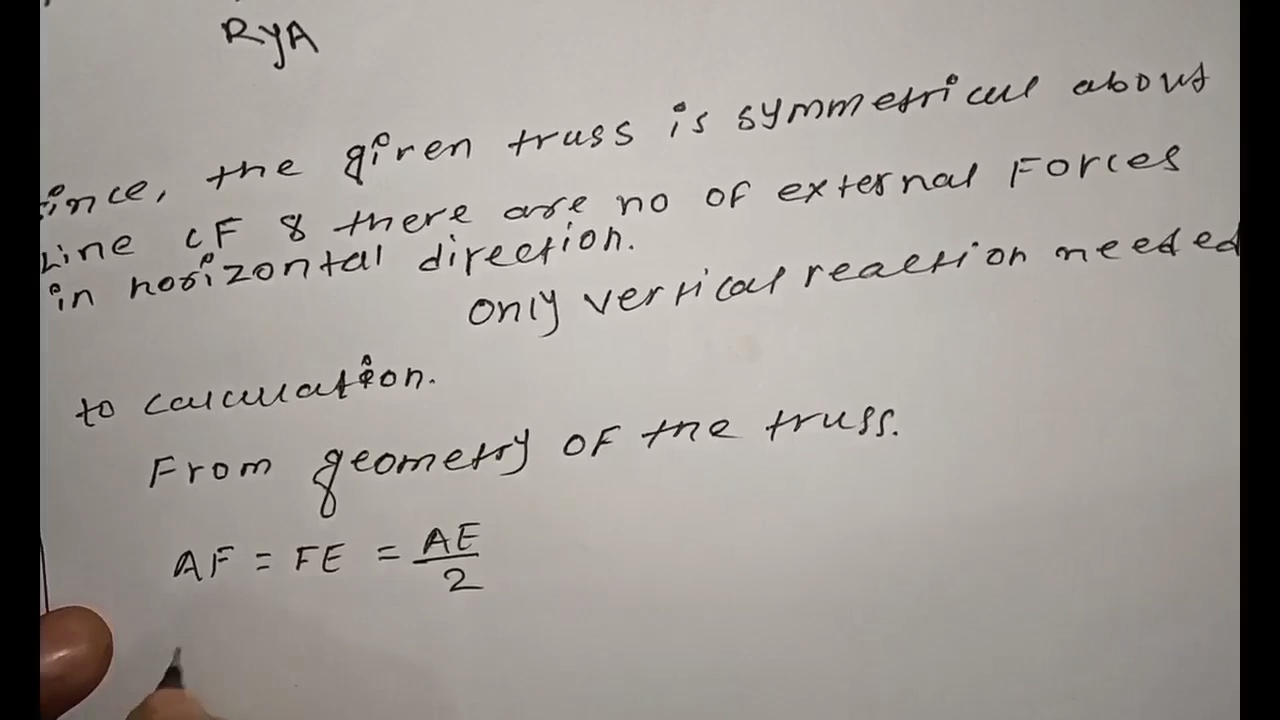 RyA
ince, the given truss is symmetrical about
Line CF & there are no of external Forces
in horizontal direction.
only vertical reaction needed
to calculation.
From geometry of the truss.
AF = FE = AE/2